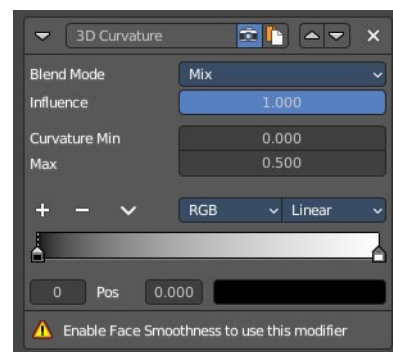 3D Curvature
Blend Mode Mix
Influence 1.000
Curvature Min 0.000
Max 0.500
RGB Linear
0 Pos 0.000
Enable Face Smoothness to use this modifier